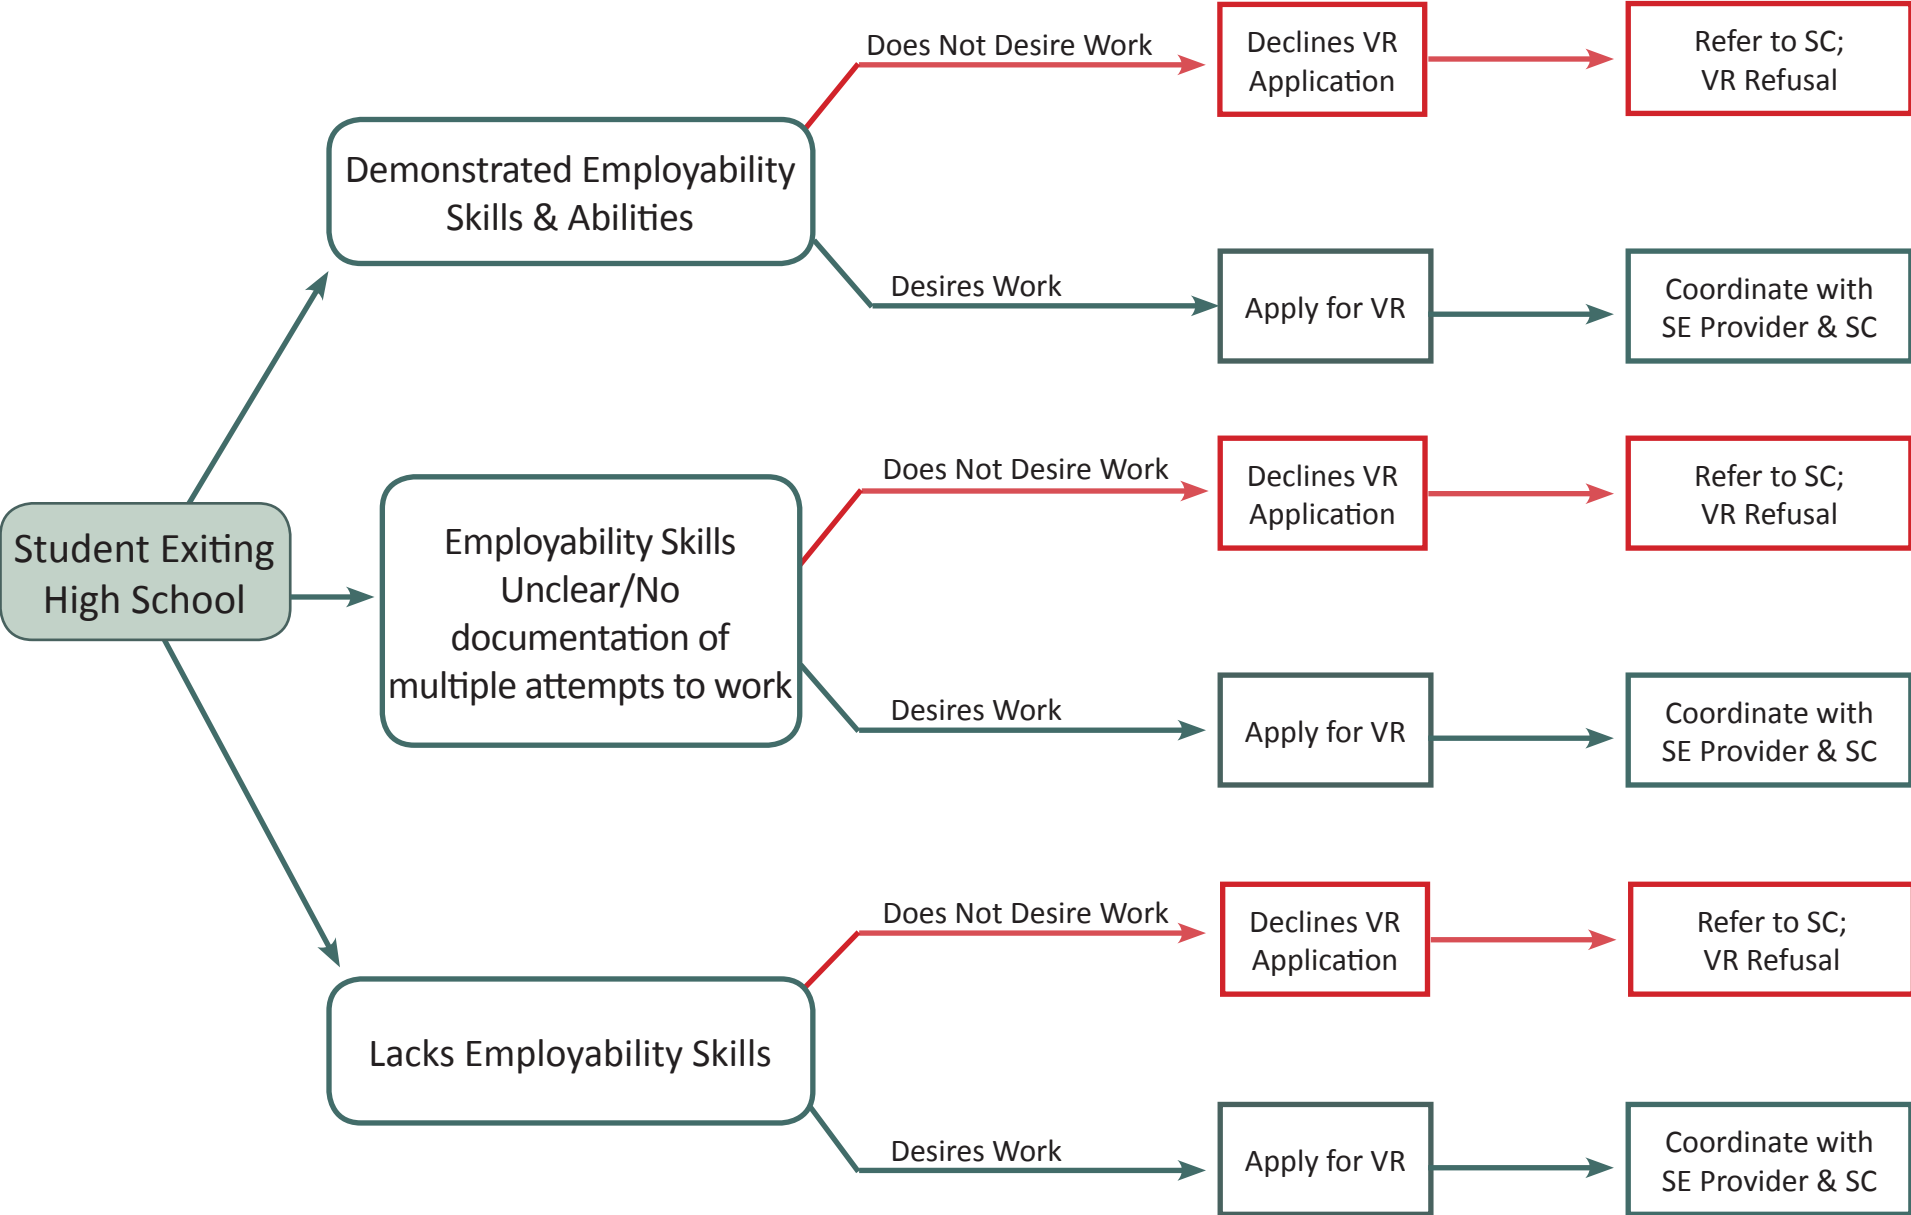 Student Exiting
High School
Demonstrated Employability
Skills & Abilities
Does Not Desire Work
Declines VR
Application
Refer to SC;
VR Refusal
Desires Work
Apply for VR
Coordinate with
SE Provider & SC
Employability Skills
Unclear/No
documentation of
multiple attempts to work
Does Not Desire Work
Declines VR
Application
Refer to SC;
VR Refusal
Desires Work
Apply for VR
Coordinate with
SE Provider & SC
Lacks Employability Skills
Does Not Desire Work
Declines VR
Application
Refer to SC;
VR Refusal
Desires Work
Apply for VR
Coordinate with
SE Provider & SC